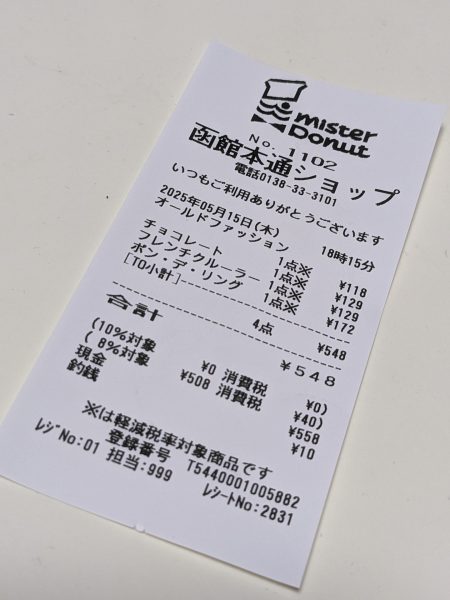 mister
Donut
No. 1102
函館本通ショップ
電話0138-33-3101
いつもご利用ありがとうございます
2025年05月15日(木) 18時15分
オールドファッション
1点※ ¥118
チョコレート 1点※ ¥129
フレンチクルーラー 1点※ ¥129
ポン・デ・リング 1点※ ¥172
[TO小計] 4点 ¥548
合計 ¥548
(10%対象 ¥0 消費税 ¥0)
( 8%対象 ¥508 消費税 ¥40)
現金 ¥558
釣銭 ¥10
※は軽減税率対象商品です
登録番号 T5440001005882
レジNo:01 担当:999 レシートNo:2831